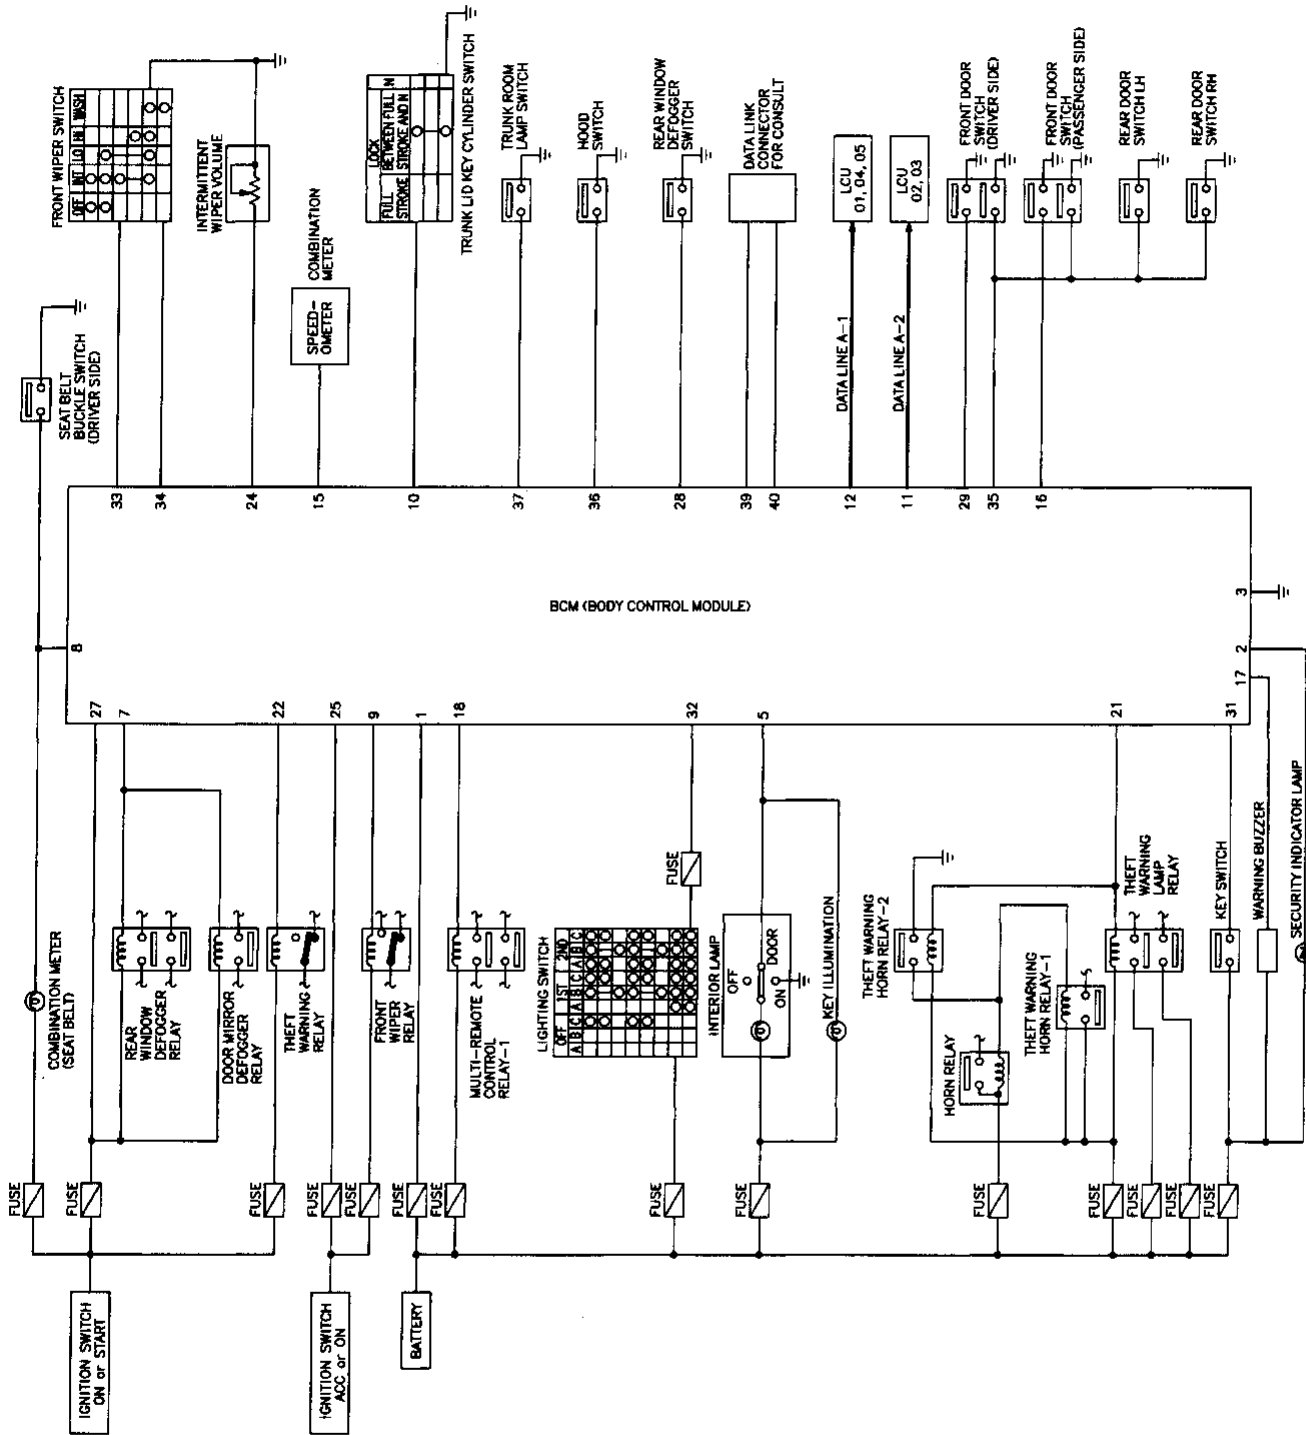 SEAT BELT
BUCKLE SWITCH
(DRIVER SIDE)
FRONT WIPER SWITCH
OFF INT LO HI WASH
INTERMITTENT
WIPER VOLUME
SPEED-
OMETER
COMBINATION
METER
FULL
STROKE
LOCK
BETWEEN FULL
STROKE AND N
N
TRUNK LID KEY CYLINDER SWITCH
TRUNK ROOM
LAMP SWITCH
HOOD
SWITCH
REAR WINDOW
DEFOGGER
SWITCH
DATA LINK
CONNECTOR
FOR CONSULT
LCU
01, 04, 05
LCU
02, 03
DATA LINE A-1
DATA LINE A-2
FRONT DOOR
SWITCH
(DRIVER SIDE)
FRONT DOOR
SWITCH
(PASSENGER SIDE)
REAR DOOR
SWITCH LH
REAR DOOR
SWITCH RH
33
34
24
15
10
37
36
28
39
40
12
11
29
35
16
8
BCM (BODY CONTROL MODULE)
3
2
17
27
7
22
25
9
1
18
32
5
21
31
COMBINATION METER
(SEAT BELT)
REAR
WINDOW
DEFOGGER
RELAY
DOOR MIRROR
DEFOGGER
RELAY
THEFT
WARNING
RELAY
FRONT
WIPER
RELAY
MULTI-REMOTE
CONTROL
RELAY-1
LIGHTING SWITCH
OFF 1ST 2ND
A B C A B C A B C
FUSE
INTERIOR LAMP
OFF
DOOR
ON
KEY ILLUMINATION
THEFT WARNING
HORN RELAY-2
HORN RELAY
THEFT WARNING
HORN RELAY-1
THEFT
WARNING
LAMP
RELAY
KEY SWITCH
WARNING BUZZER
SECURITY INDICATOR LAMP
FUSE
FUSE
FUSE
FUSE
FUSE
FUSE
FUSE
FUSE
FUSE
FUSE
FUSE
FUSE
FUSE
FUSE
IGNITION SWITCH
ON or START
IGNITION SWITCH
ACC or ON
BATTERY